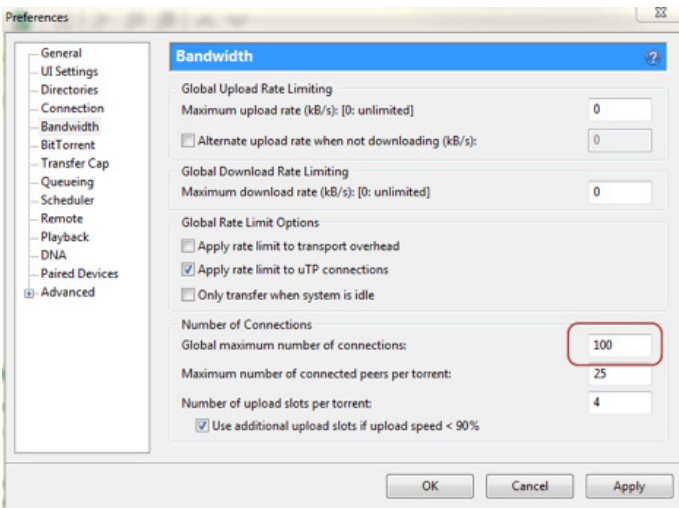 Preferences
General
UI Settings
Directories
Connection
Bandwidth
BitTorrent
Transfer Cap
Queueing
Scheduler
Remote
Playback
DNA
Paired Devices
Advanced
Bandwidth
Global Upload Rate Limiting
Maximum upload rate (kB/s): [0: unlimited] 0
Alternate upload rate when not downloading (kB/s): 0
Global Download Rate Limiting
Maximum download rate (kB/s): [0: unlimited] 0
Global Rate Limit Options
Apply rate limit to transport overhead
Apply rate limit to uTP connections
Only transfer when system is idle
Number of Connections
Global maximum number of connections: 100
Maximum number of connected peers per torrent: 25
Number of upload slots per torrent: 4
Use additional upload slots if upload speed < 90%
OK Cancel Apply